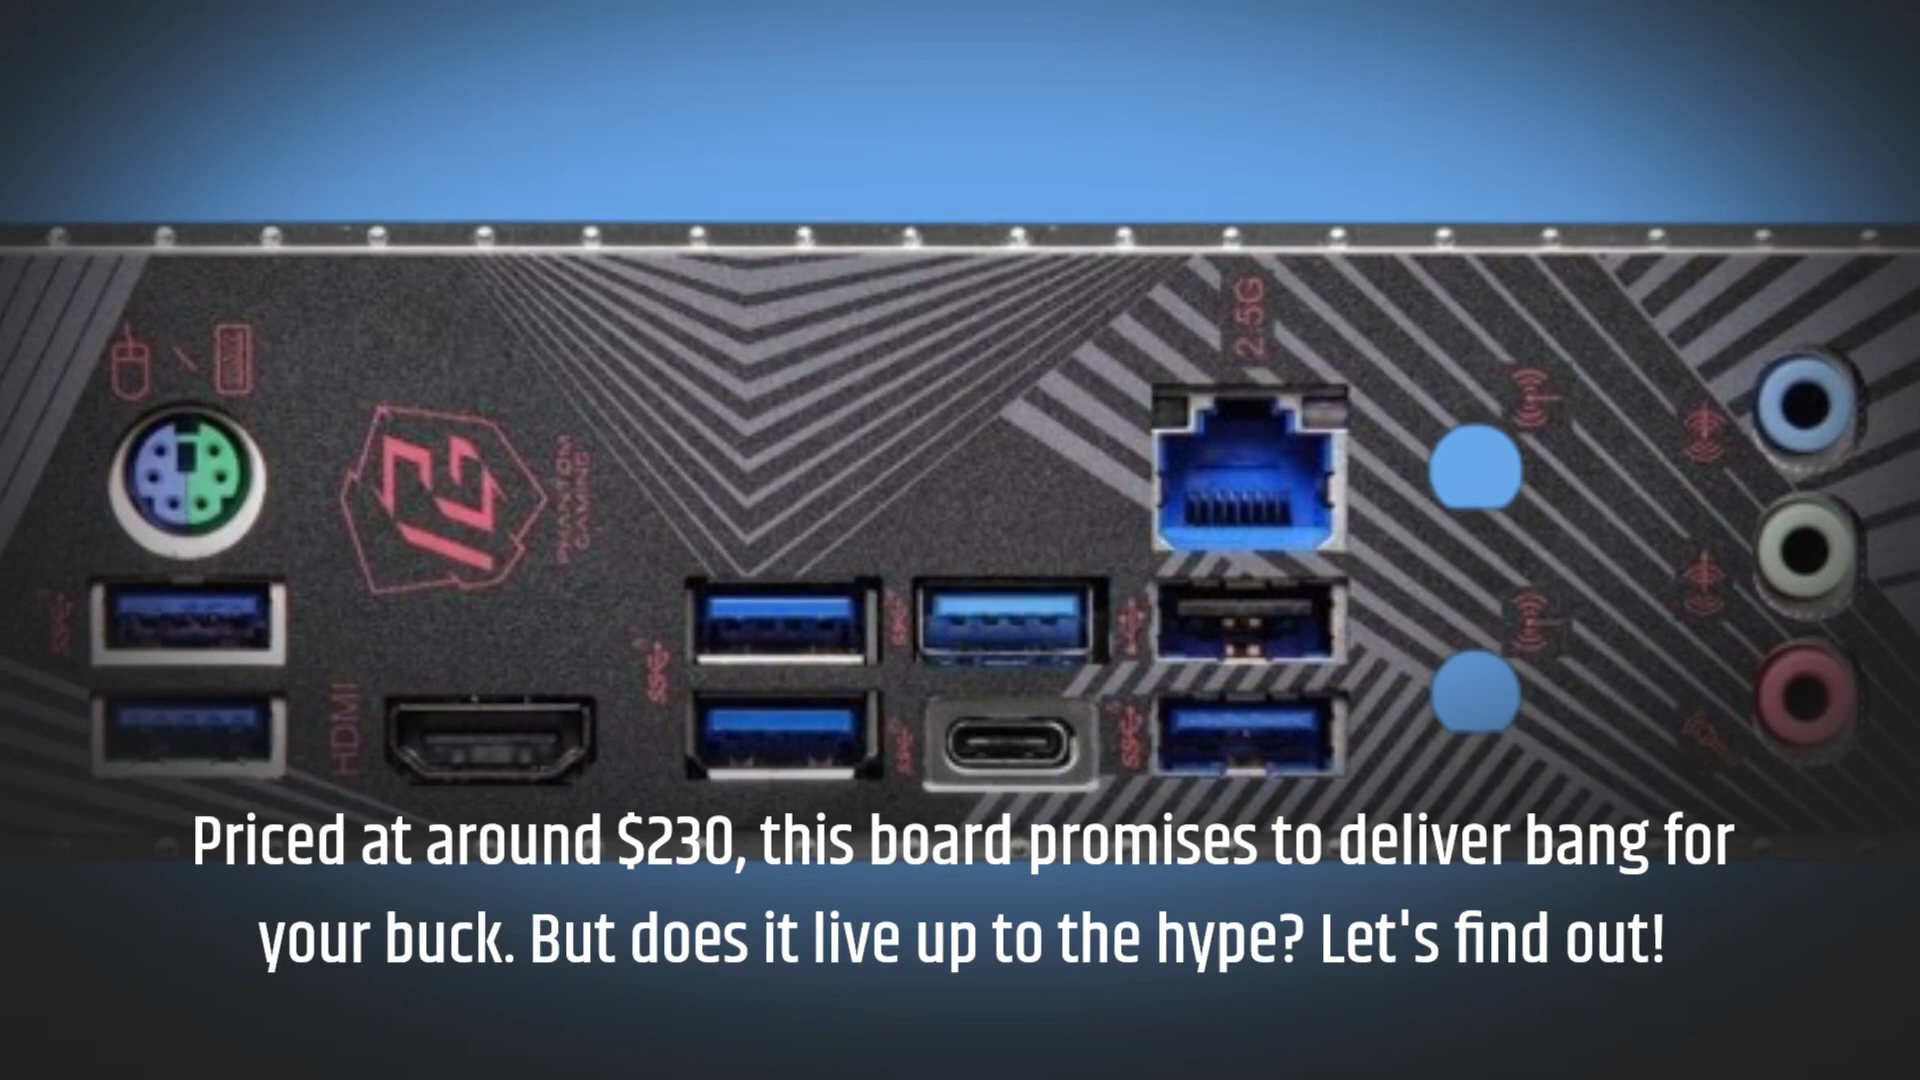 2.5G
PHANTOM
GAMING
HDMI
Priced at around $230, this board promises to deliver bang for
your buck. But does it live up to the hype? Let's find out!